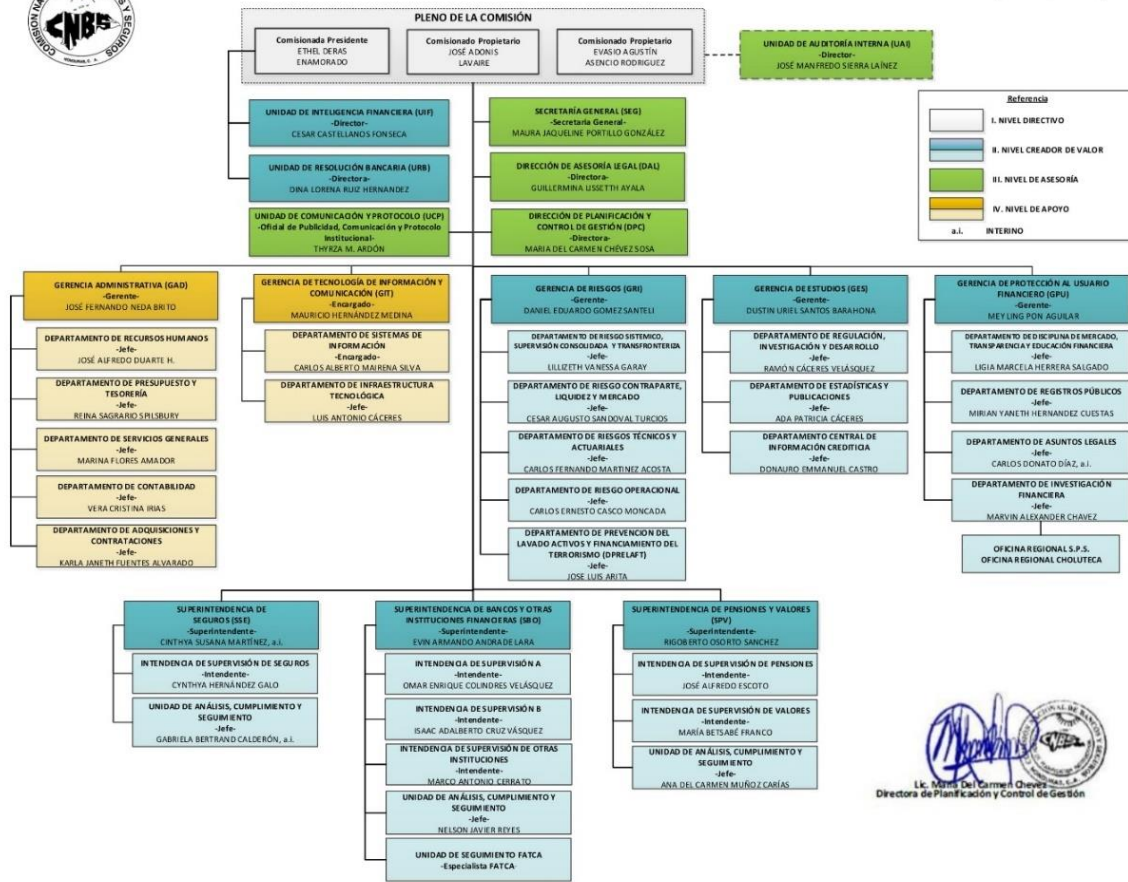 COMISION NA
S Y SEGUROS
CNBS
HONDURAS, C. A.
PLENO DE LA COMISIÓN
Comisionada Presidente
ETHEL DERAS
ENAMORADO
Comisionado Propietario
JOSÉ ADONIS
LAVAIRE
Comisionado Propietario
EVASIO AGUSTÍN
ASENCIO RODRIGUEZ
UNIDAD DE AUDITORÍA INTERNA (UAI)
-Director-
JOSÉ MANFREDO SIERRA LAÍNEZ
Referencia
I. NIVEL DIRECTIVO
II. NIVEL CREADOR DE VALOR
III. NIVEL DE ASESORÍA
IV. NIVEL DE APOYO
a.i. INTERINO
UNIDAD DE INTELIGENCIA FINANCIERA (UIF)
-Director-
CESAR CASTELLANOS FONSECA
SECRETARÍA GENERAL (SEG)
-Secretaria General-
MAURA JAQUELINE PORTILLO GONZÁLEZ
UNIDAD DE RESOLUCIÓN BANCARIA (URB)
-Directora-
DINA LORENA RUIZ HERNANDEZ
DIRECCIÓN DE ASESORÍA LEGAL (DAL)
-Directora-
GUILLERMINA LISSETTH AYALA
UNIDAD DE COMUNICACIÓN Y PROTOCOLO (UCP)
-Oficial de Publicidad, Comunicación y Protocolo
Institucional-
THYRZA M. ARDÓN
DIRECCIÓN DE PLANIFICACIÓN Y
CONTROL DE GESTIÓN (DPC)
-Directora-
MARIA DEL CARMEN CHÉVEZ SOSA
GERENCIA ADMINISTRATIVA (GAD)
-Gerente-
JOSÉ FERNANDO NEDA BRITO
DEPARTAMENTO DE RECURSOS HUMANOS
-Jefe-
JOSÉ ALFREDO DUARTE H.
DEPARTAMENTO DE PRESUPUESTO Y
TESORERÍA
-Jefe-
REINA SAGRARIO SPILSBURY
DEPARTAMENTO DE SERVICIOS GENERALES
-Jefe-
MARINA FLORES AMADOR
DEPARTAMENTO DE CONTABILIDAD
-Jefe-
VERA CRISTINA IRIAS
DEPARTAMENTO DE ADQUISICIONES Y
CONTRATACIONES
-Jefe-
KARLA JANETH FUENTES ALVARADO
GERENCIA DE TECNOLOGÍA DE INFORMACIÓN Y
COMUNICACIÓN (GIT)
-Encargado-
MAURICIO HERNÁNDEZ MEDINA
DEPARTAMENTO DE SISTEMAS DE
INFORMACIÓN
-Encargado-
CARLOS ALBERTO MAIRENA SILVA
DEPARTAMENTO DE INFRAESTRUCTURA
TECNOLÓGICA
-Jefe-
LUIS ANTONIO CÁCERES
GERENCIA DE RIESGOS (GRI)
-Gerente-
DANIEL EDUARDO GOMEZ SANTELI
DEPARTAMENTO DE RIESGO SISTEMICO,
SUPERVISIÓN CONSOLIDADA Y TRANSFRONTERIZA
-Jefe-
LILLIZETH VANESSA GARAY
DEPARTAMENTO DE RIESGO CONTRAPARTE,
LIQUIDEZ Y MERCADO
-Jefe-
CESAR AUGUSTO SANDOVAL TURCIOS
DEPARTAMENTO DE RIESGOS TÉCNICOS Y
ACTUARIALES
-Jefe-
CARLOS FERNANDO MARTINEZ ACOSTA
DEPARTAMENTO DE RIESGO OPERACIONAL
-Jefe-
CARLOS ERNESTO CASCO MONCADA
DEPARTAMENTO DE PREVENCION DEL
LAVADO ACTIVOS Y FINANCIAMIENTO DEL
TERRORISMO (DPRELAFT)
-Jefe-
JOSE LUIS ARITA
GERENCIA DE ESTUDIOS (GES)
-Gerente-
DUSTIN URIEL SANTOS BARAHONA
DEPARTAMENTO DE REGULACIÓN,
INVESTIGACIÓN Y DESARROLLO
-Jefe-
RAMÓN CÁCERES VELÁSQUEZ
DEPARTAMENTO DE ESTADÍSTICAS Y
PUBLICACIONES
-Jefe-
ADA PATRICIA CÁCERES
DEPARTAMENTO CENTRAL DE
INFORMACIÓN CREDITICIA
-Jefe-
DONAURO EMMANUEL CASTRO
GERENCIA DE PROTECCIÓN AL USUARIO
FINANCIERO (GPU)
-Gerente-
MEY LING PON AGUILAR
DEPARTAMENTO DE DISCIPLINA DE MERCADO,
TRANSPARENCIA Y EDUCACIÓN FINANCIERA
-Jefe-
LIGIA MARCELA HERRERA SALGADO
DEPARTAMENTO DE REGISTROS PÚBLICOS
-Jefe-
MIRIAN YANETH HERNANDEZ CUESTAS
DEPARTAMENTO DE ASUNTOS LEGALES
-Jefe-
CARLOS DONATO DÍAZ, a.i.
DEPARTAMENTO DE INVESTIGACIÓN
FINANCIERA
-Jefe-
MARVIN ALEXANDER CHAVEZ
OFICINA REGIONAL S.P.S.
OFICINA REGIONAL CHOLUTECA
SUPERINTENDENCIA DE
SEGUROS (SSE)
-Superintendente-
CINTHYA SUSANA MARTÍNEZ, a.i.
INTENDENCIA DE SUPERVISIÓN DE SEGUROS
-Intendente-
CYNTHYA HERNÁNDEZ GALO
UNIDAD DE ANÁLISIS, CUMPLIMIENTO Y
SEGUIMIENTO
-Jefe-
GABRIELA BERTRAND CALDERÓN, a.i.
SUPERINTENDENCIA DE BANCOS Y OTRAS
INSTITUCIONES FINANCIERAS (SBO)
-Superintendente-
EVIN ARMANDO ANDRADE LARA
INTENDENCIA DE SUPERVISIÓN A
-Intendente-
OMAR ENRIQUE COLINDRES VELÁSQUEZ
INTENDENCIA DE SUPERVISIÓN B
-Intendente-
ISAAC ADALBERTO CRUZ VÁSQUEZ
INTENDENCIA DE SUPERVISIÓN DE OTRAS
INSTITUCIONES
-Intendente-
MARCO ANTONIO CERRATO
UNIDAD DE ANÁLISIS, CUMPLIMIENTO Y
SEGUIMIENTO
-Jefe-
NELSON JAVIER REYES
UNIDAD DE SEGUIMIENTO FATCA
-Especialista FATCA-
SUPERINTENDENCIA DE PENSIONES Y VALORES
(SPV)
-Superintendente-
RIGOBERTO OSORTO SANCHEZ
INTENDENCIA DE SUPERVISIÓN DE PENSIONES
-Intendente-
JOSÉ ALFREDO ESCOTO
INTENDENCIA DE SUPERVISIÓN DE VALORES
-Intendente-
MARÍA BETSABÉ FRANCO
UNIDAD DE ANÁLISIS, CUMPLIMIENTO Y
SEGUIMIENTO
-Jefe-
ANA DEL CARMEN MUÑOZ CARÍAS
Lic. Maria Del Carmen Chevez
Directora de Planificación y Control de Gestión